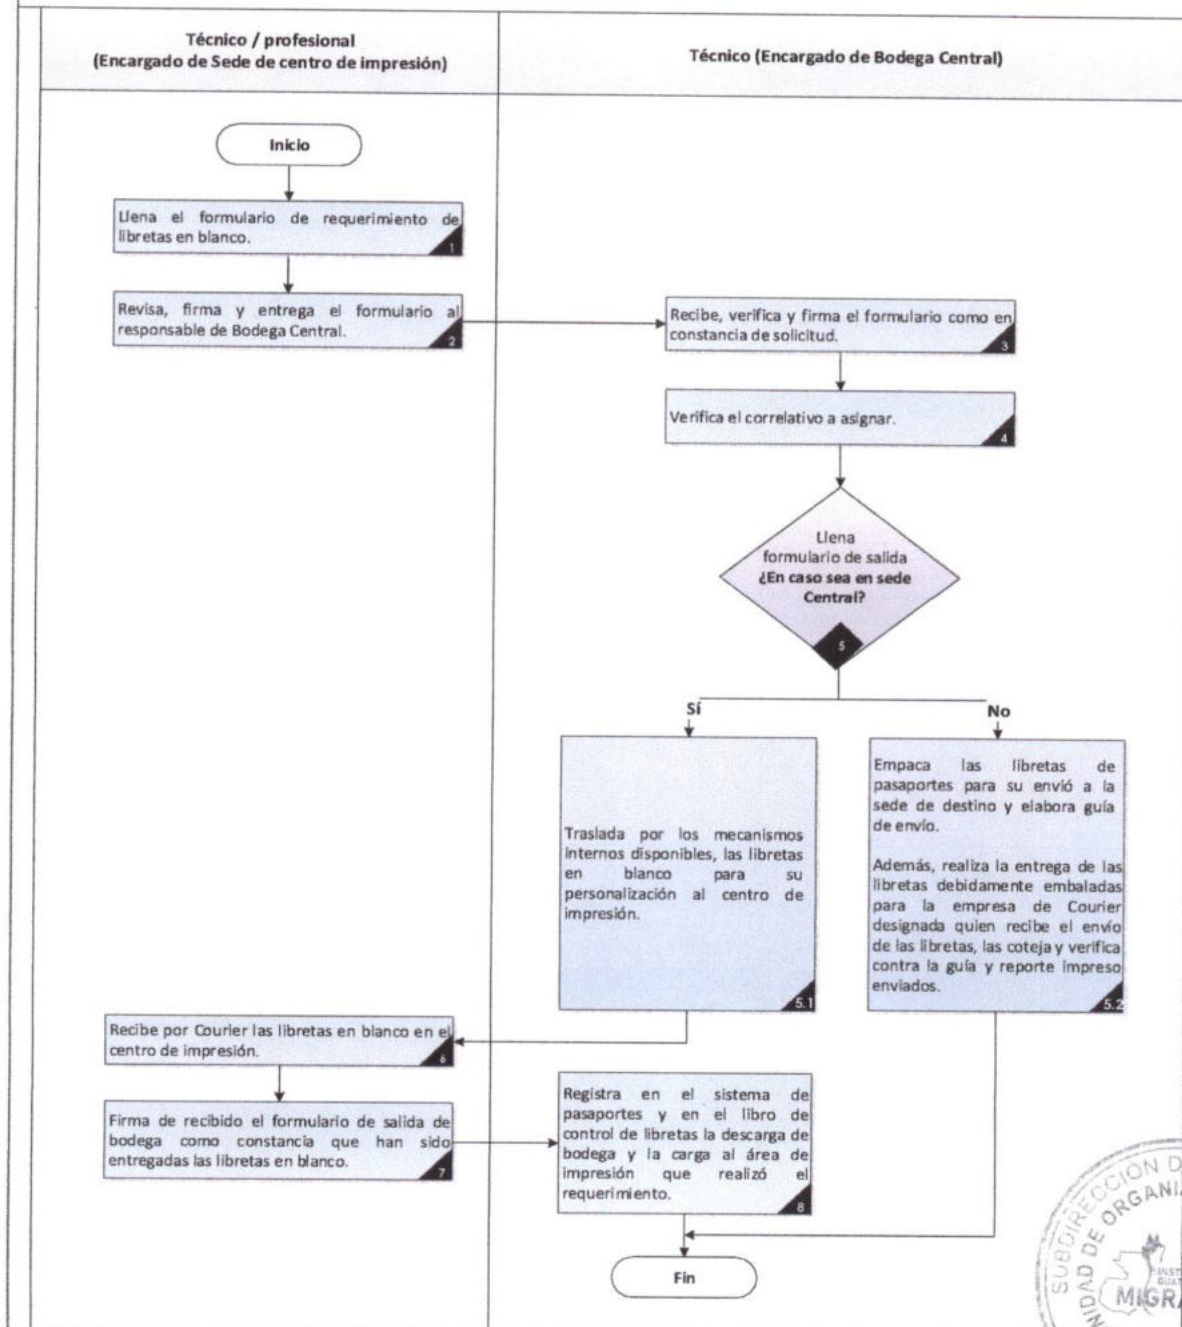 Técnico / profesional
(Encargado de Sede de centro de impresión)
Técnico (Encargado de Bodega Central)
Inicio
Llena el formulario de requerimiento de
libretas en blanco.
1
Revisa, firma y entrega el formulario al
responsable de Bodega Central.
2
Recibe, verifica y firma el formulario como en
constancia de solicitud.
3
Verifica el correlativo a asignar.
4
Llena
formulario de salida
¿En caso sea en sede
Central?
5
Sí
No
Traslada por los mecanismos
internos disponibles, las libretas
en blanco para su
personalización al centro de
impresión.
5.1
Empaca las libretas de
pasaportes para su envió a la
sede de destino y elabora guía
de envío.
Además, realiza la entrega de las
libretas debidamente embaladas
para la empresa de Courier
designada quien recibe el envío
de las libretas, las coteja y verifica
contra la guía y reporte impreso
enviados.
5.2
Recibe por Courier las libretas en blanco en el
centro de impresión.
6
Firma de recibido el formulario de salida de
bodega como constancia que han sido
entregadas las libretas en blanco.
7
Registra en el sistema de
pasaportes y en el libro de
control de libretas la descarga de
bodega y la carga al área de
impresión que realizó el
requerimiento.
8
Fin
SUBDIRECCIÓN D
UNIDAD DE ORGANI
INST
GUAT
MIGRA